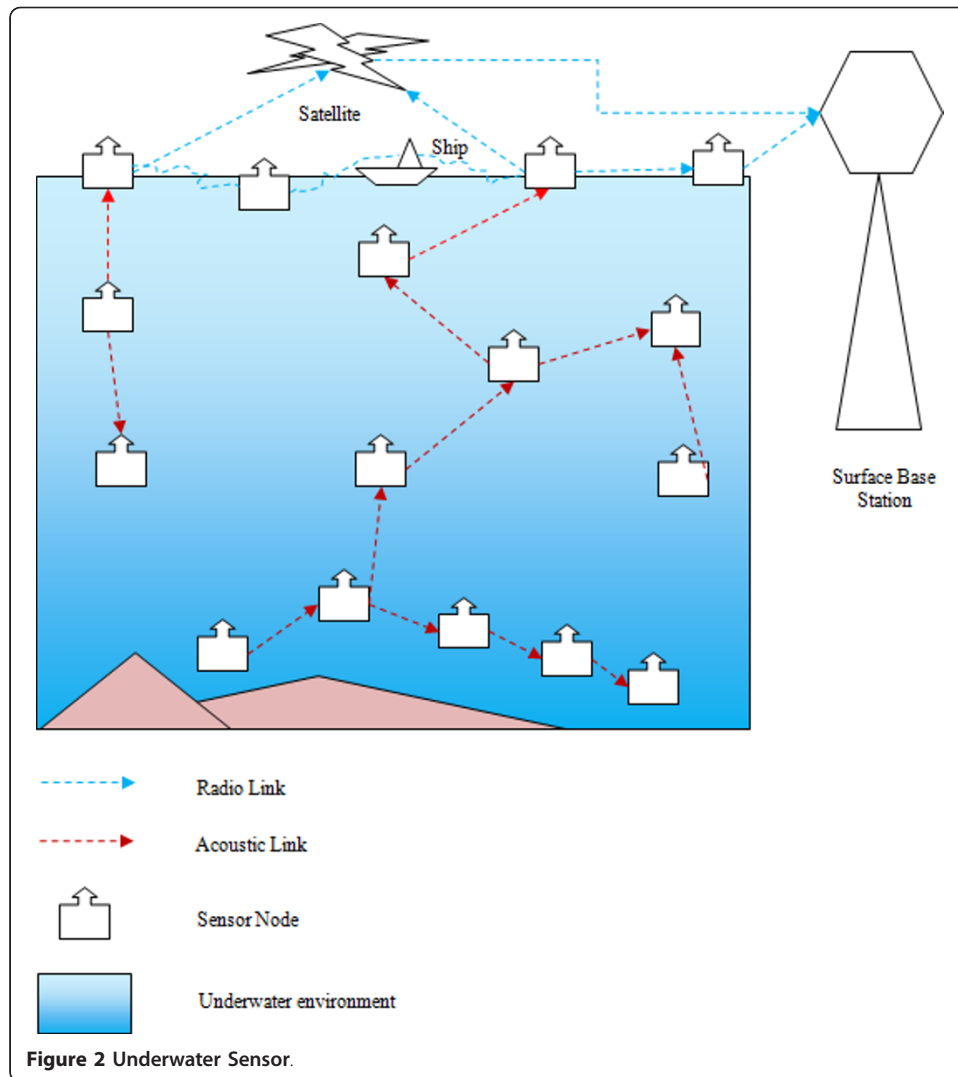 Satellite
Ship
Surface Base
Station
Radio Link
Acoustic Link
Sensor Node
Underwater environment
Figure 2 Underwater Sensor.